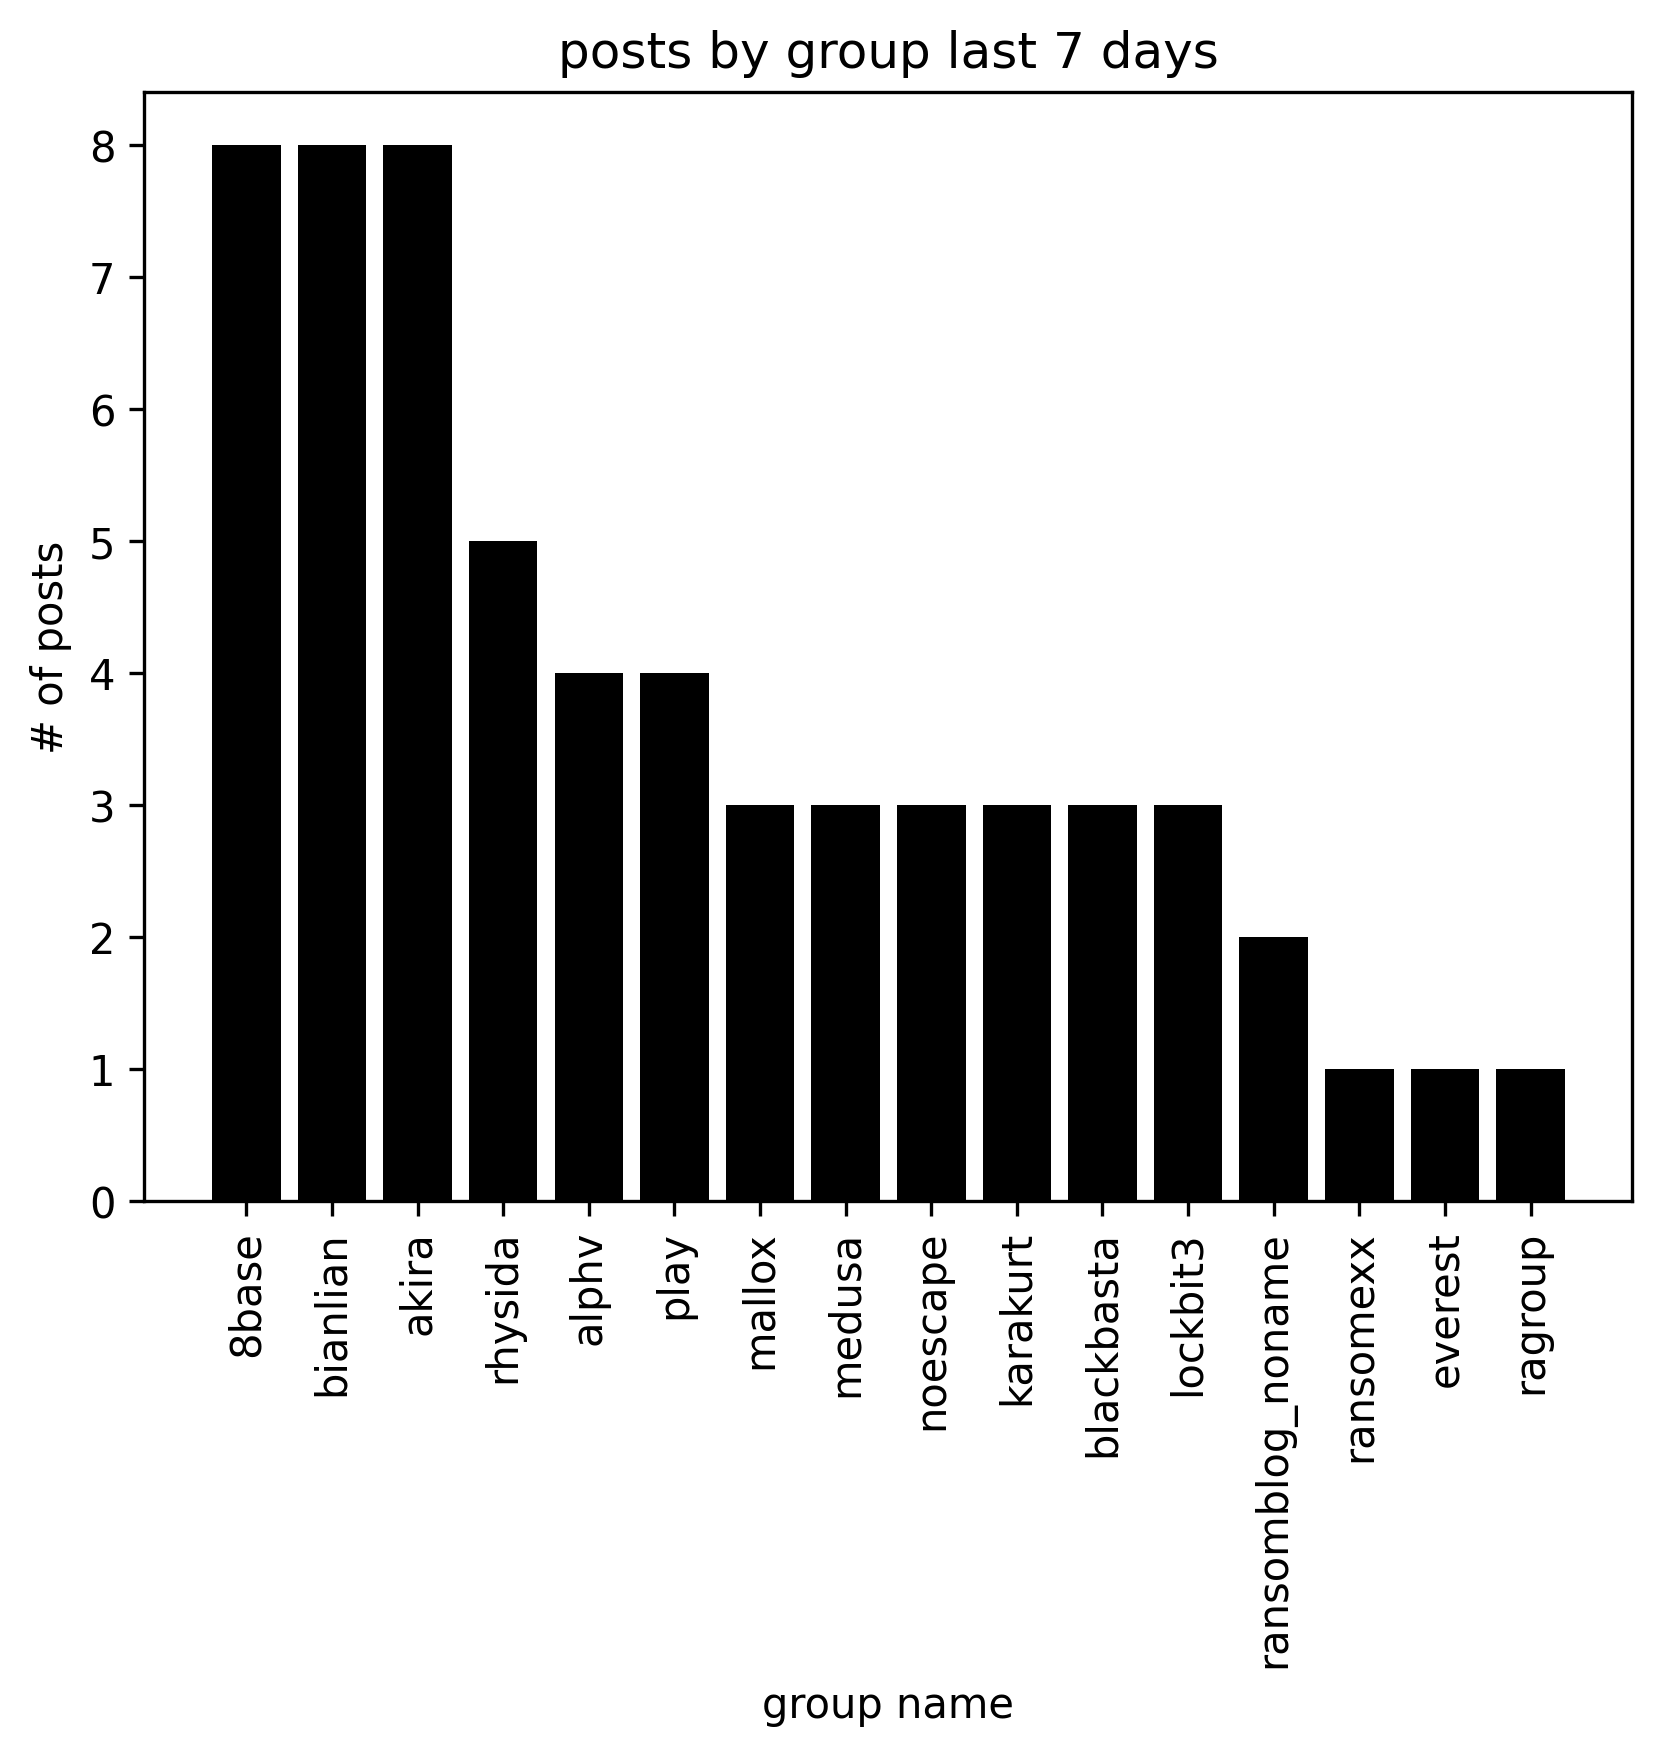 posts by group last 7 days
# of posts
8
7
6
5
4
3
2
1
0
8base
bianlian
akira
rhysida
alphv
play
mallox
medusa
noescape
karakurt
blackbasta
lockbit3
ransomblog_noname
ransomexx
everest
ragroup
group name